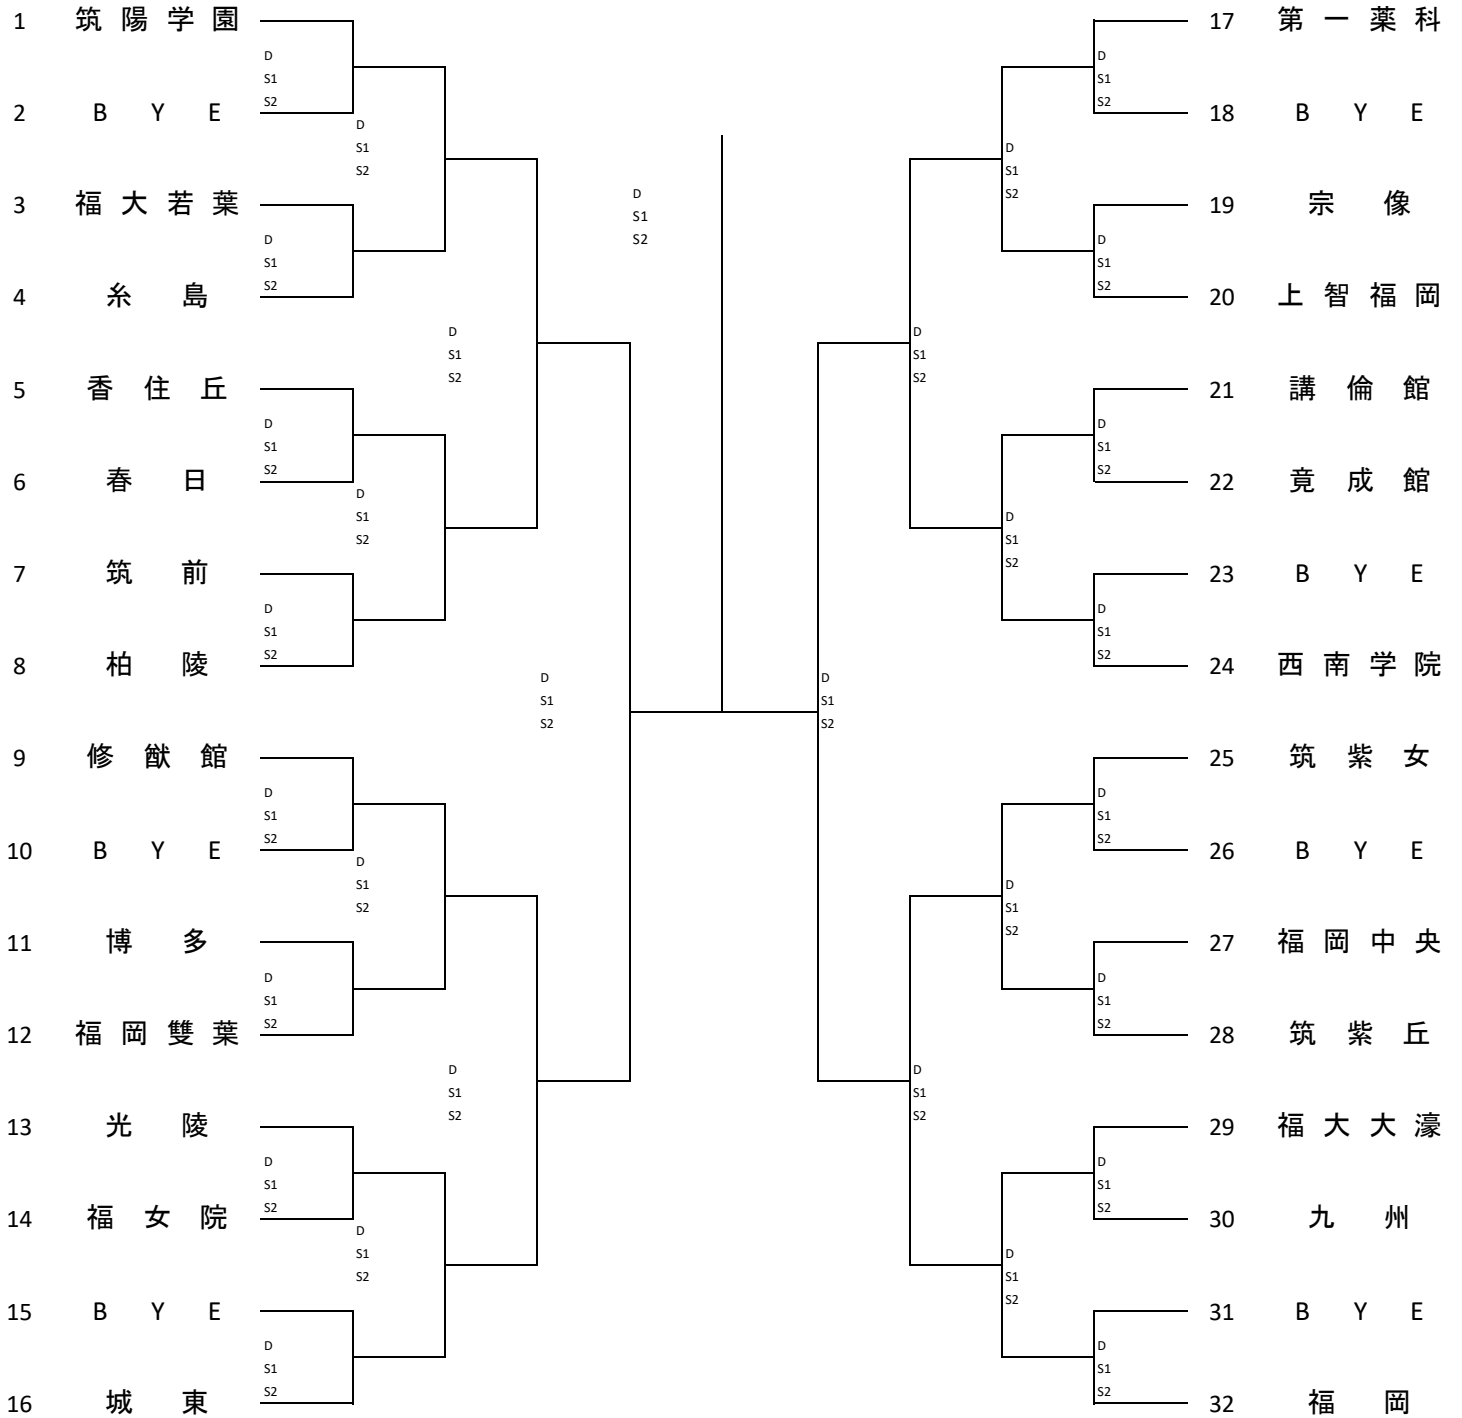 1 筑陽学園
D
S1
S2
2 BYE
D
S1
S2
3 福大若葉
D
S1
S2
4 糸島
D
S1
S2
5 香住丘
D
S1
S2
6 春日
D
S1
S2
7 筑前
D
S1
S2
8 柏陵
D
S1
S2
9 修猷館
D
S1
S2
10 BYE
D
S1
S2
11 博多
D
S1
S2
12 福岡雙葉
D
S1
S2
13 光陵
D
S1
S2
14 福女院
D
S1
S2
15 BYE
D
S1
S2
16 城東
D
S1
S2
17 第一薬科
D
S1
S2
18 BYE
D
S1
S2
19 宗像
D
S1
S2
20 上智福岡
D
S1
S2
21 講倫館
D
S1
S2
22 竟成館
D
S1
S2
23 BYE
D
S1
S2
24 西南学院
D
S1
S2
25 筑紫女
D
S1
S2
26 BYE
D
S1
S2
27 福岡中央
D
S1
S2
28 筑紫丘
D
S1
S2
29 福大大濠
D
S1
S2
30 九州
D
S1
S2
31 BYE
D
S1
S2
32 福岡